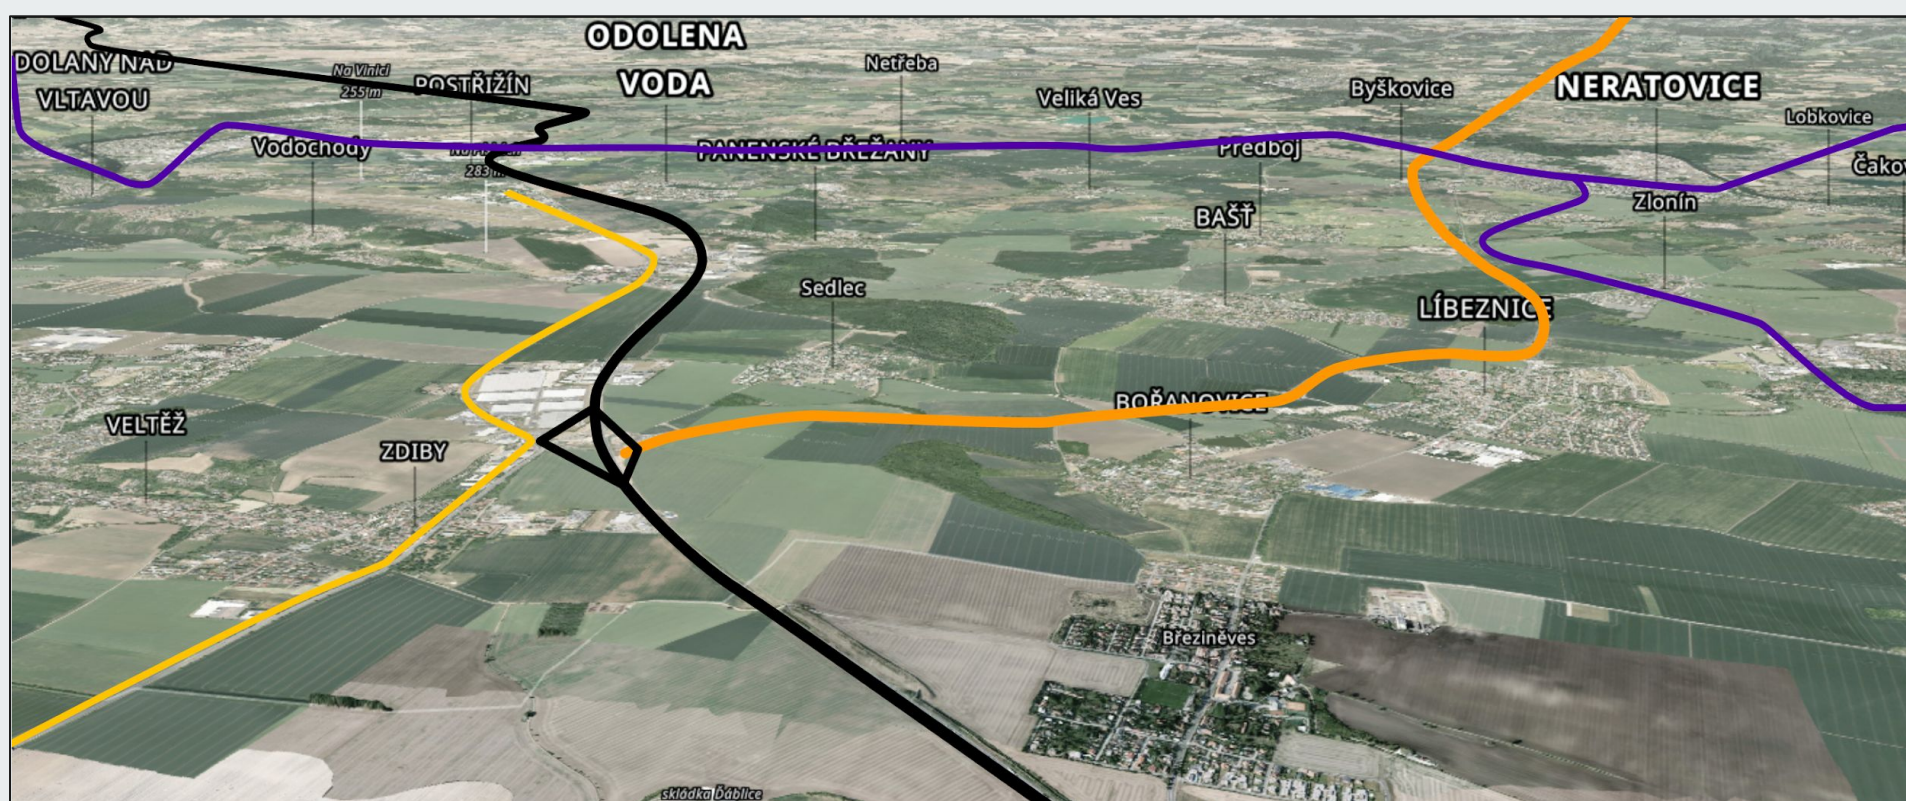 ODOLENA
VODA
Netřeba
DOLANY NAD
VLTAVOU
Na Vinici
255 m
POSTŘIŽÍN
Veliká Ves
Byškovice
NERATOVICE
Lobkovice
Vodochody
283 m
PANENSKÉ BŘEŽANY
Předboj
Čakov
BAŠŤ
Zlonín
Sedlec
LÍBEZNICE
BOŘANOVICE
VELTĚŽ
ZDIBY
Březiněves
skládka Ďáblice